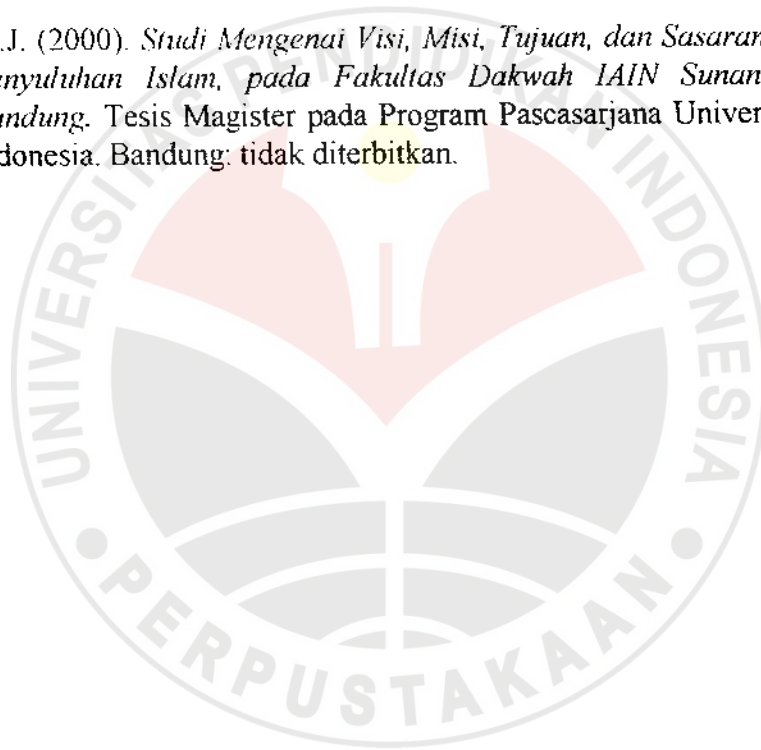 .J. (2000). Studi Mengenai Visi, Misi, Tujuan, dan Sasaran
nyuluhan Islam, pada Fakultas Dakwah IAIN Sunan
ndung. Tesis Magister pada Program Pascasarjana Univer
donesia. Bandung: tidak diterbitkan.
UNIVERSITAS PENDIDIKAN INDONESIA
PERPUSTAKAAN